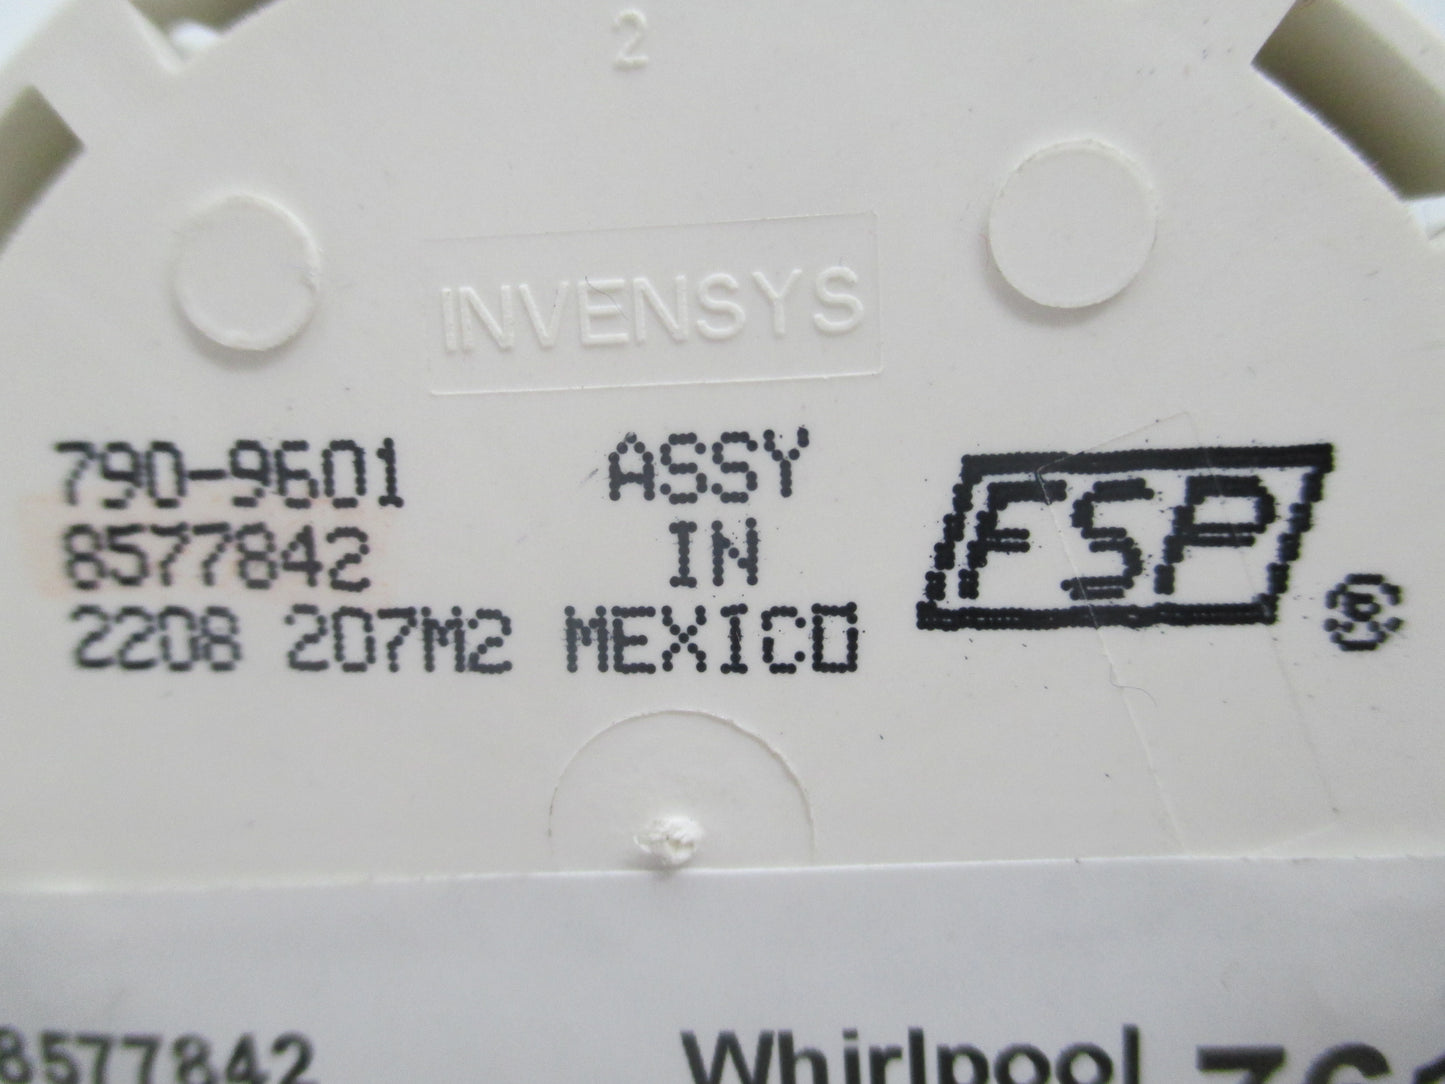 2
INVENSYS
790-9601 ASSY
8577842 IN
2208 207M2 MEXICO
FSP
8577842 Whirlpool